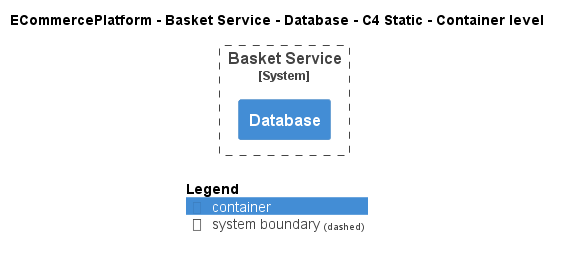 ECommercePlatform - Basket Service - Database - C4 Static - Container level
Basket Service
[System]
Database
Legend
container
system boundary (dashed)